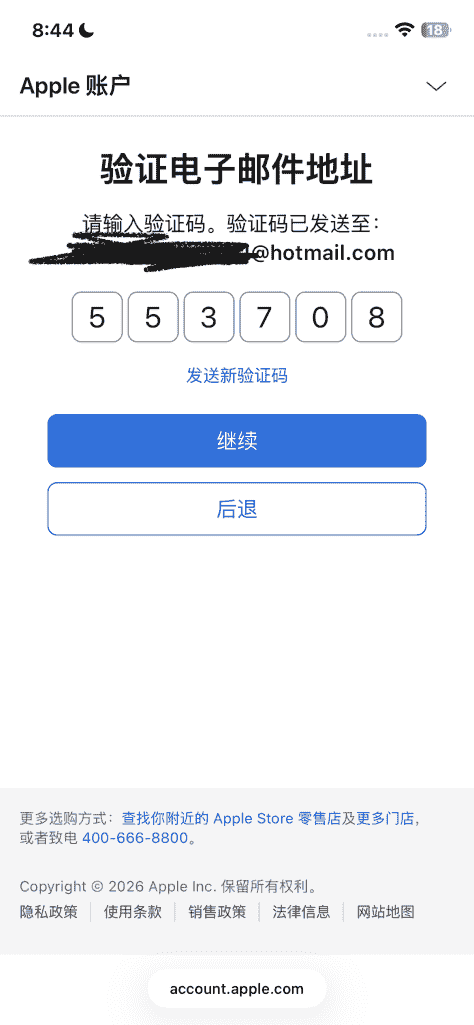 8:44
18
Apple 账户
验证电子邮件地址
请输入验证码。验证码已发送至：
@hotmail.com
5 5 3 7 0 8
发送新验证码
继续
后退
更多选购方式：查找你附近的 Apple Store 零售店及更多门店，
或者致电 400-666-8800。
Copyright © 2026 Apple Inc. 保留所有权利。
隐私政策 使用条款 销售政策 法律信息 网站地图
account.apple.com